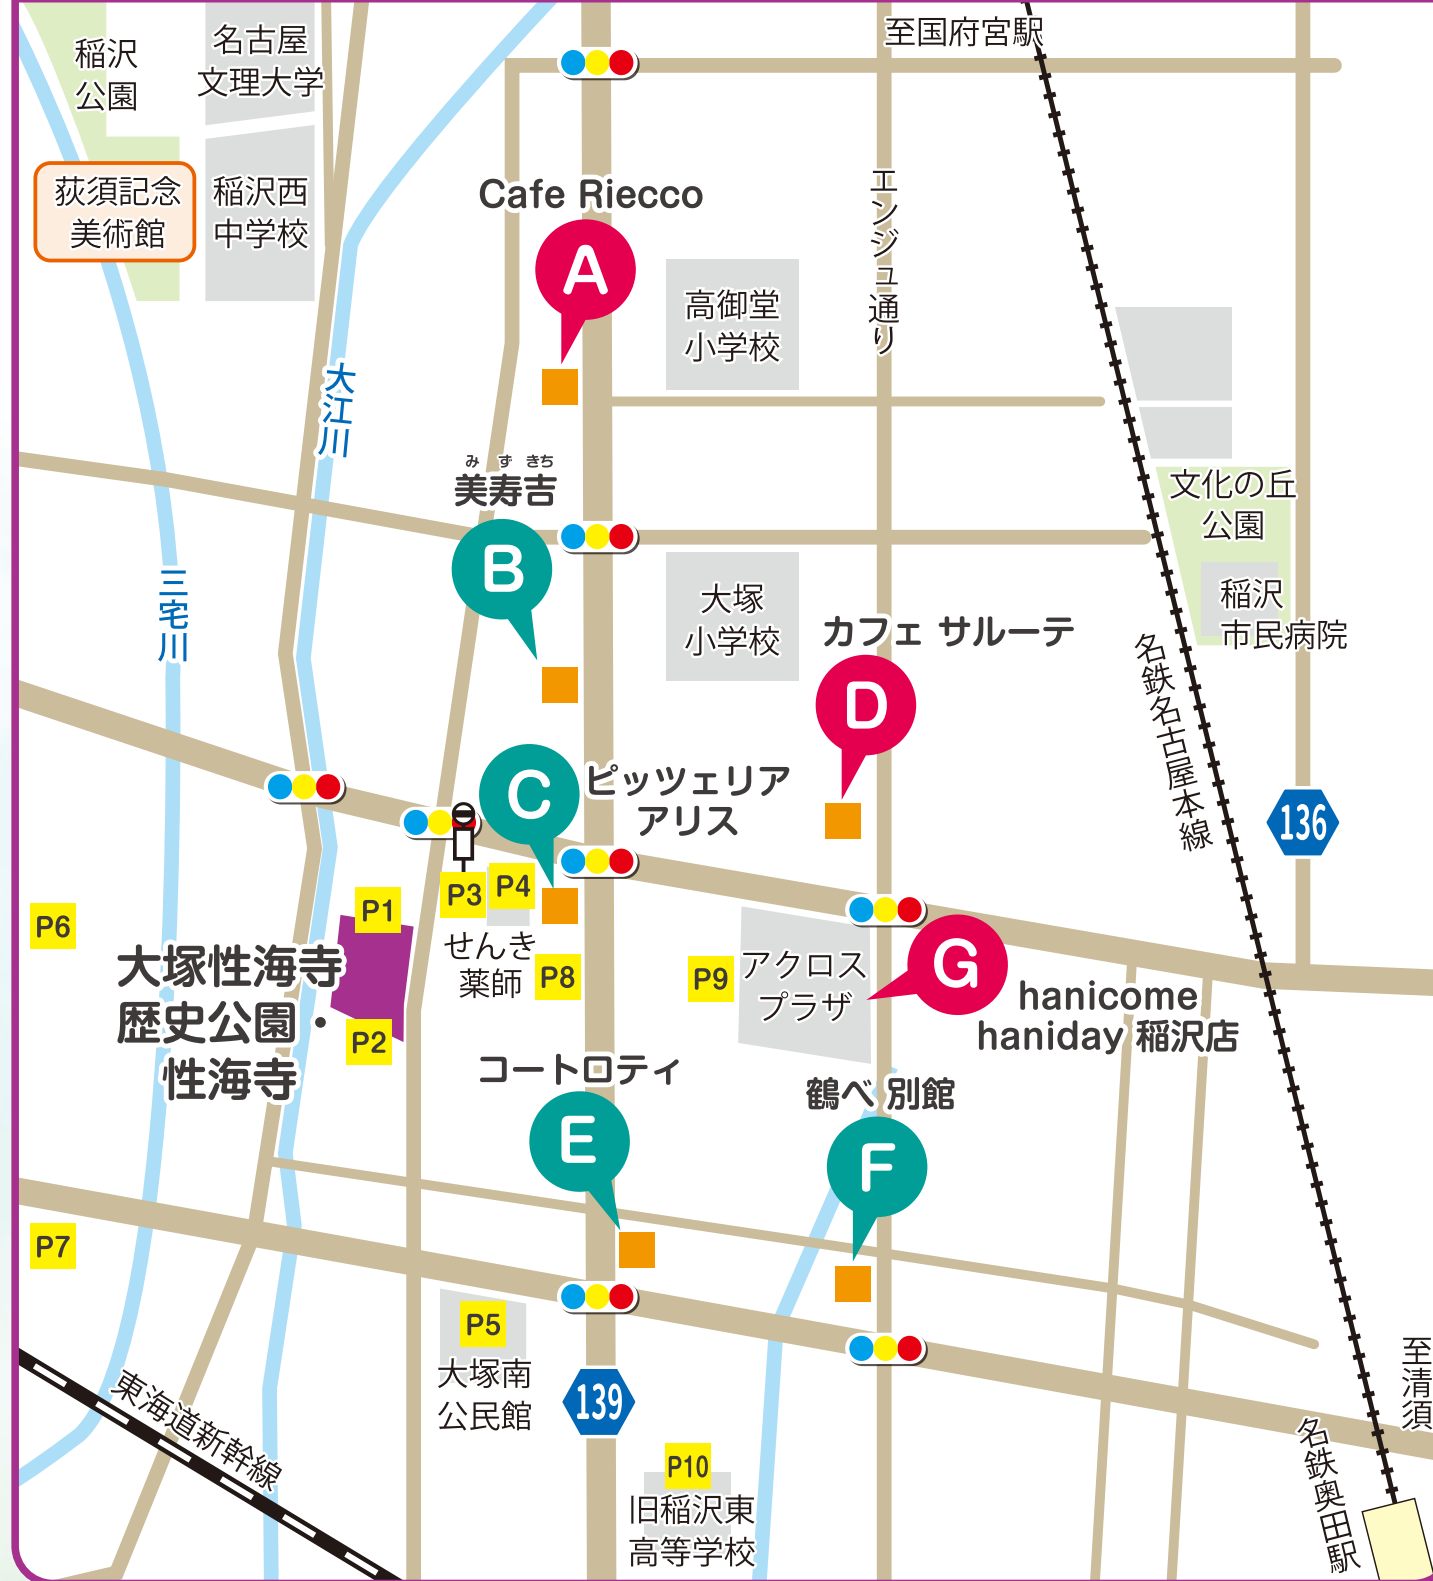 至国府宮駅
稲沢
公園
名古屋
文理大学
荻須記念
美術館
稲沢西
中学校
Cafe Riecco
A
エンジュ通り
高御堂
小学校
大江川
み ず きち
美寿吉
B
文化の丘
公園
稲沢
市民病院
三宅川
大塚
小学校
カフェ サルーテ
D
名鉄名古屋本線
C
ピッツェリア
アリス
136
P3
P4
P1
P6
せんき
薬師
P8
P9
アクロス
プラザ
G
hanicome
haniday 稲沢店
大塚性海寺
歴史公園・
性海寺
P2
コートロティ
E
鶴べ 別館
F
P7
P5
大塚南
公民館
139
東海道新幹線
P10
旧稲沢東
高等学校
至清須
名鉄奥田駅